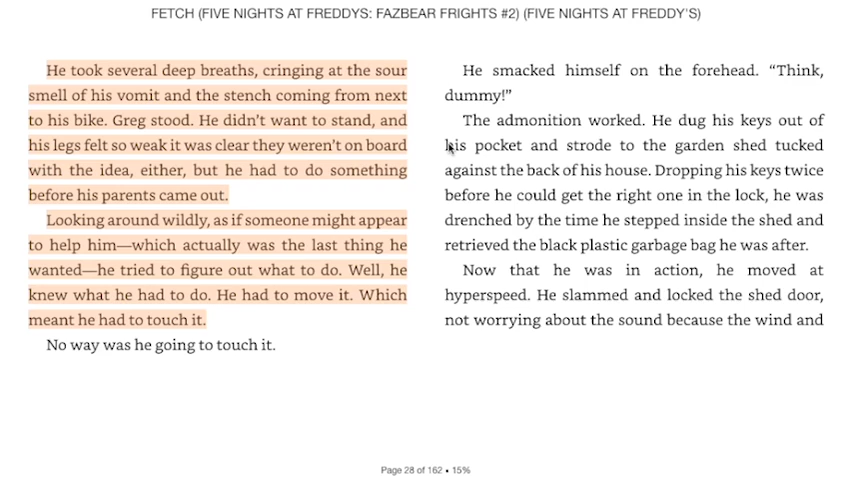 FETCH (FIVE NIGHTS AT FREDDYS: FAZBEAR FRIGHTS #2) (FIVE NIGHTS AT FREDDY'S)
He took several deep breaths, cringing at the sour
smell of his vomit and the stench coming from next
to his bike. Greg stood. He didn’t want to stand, and
his legs felt so weak it was clear they weren’t on board
with the idea, either, but he had to do something
before his parents came out.
Looking around wildly, as if someone might appear
to help him—which actually was the last thing he
wanted—he tried to figure out what to do. Well, he
knew what he had to do. He had to move it. Which
meant he had to touch it.
No way was he going to touch it.
He smacked himself on the forehead. “Think,
dummy!”
The admonition worked. He dug his keys out of
his pocket and strode to the garden shed tucked
against the back of his house. Dropping his keys twice
before he could get the right one in the lock, he was
drenched by the time he stepped inside the shed and
retrieved the black plastic garbage bag he was after.
Now that he was in action, he moved at
hyperspeed. He slammed and locked the shed door,
not worrying about the sound because the wind and
Page 28 of 162 • 15%